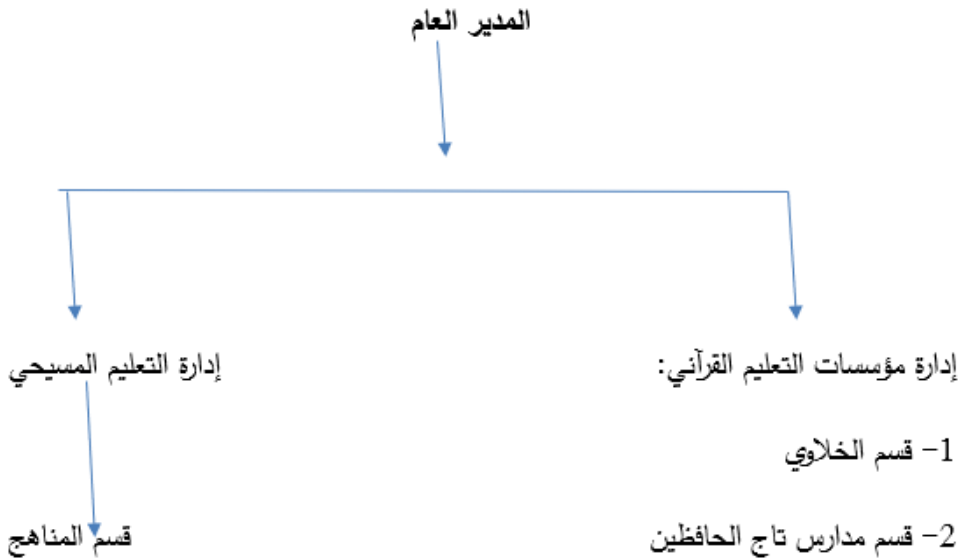 المدير العام
إدارة مؤسسات التعليم القرآني:
إدارة التعليم المسيحي
1- قسم الخلاوي
2- قسم مدارس تاج الحافظين
قسم المناهج